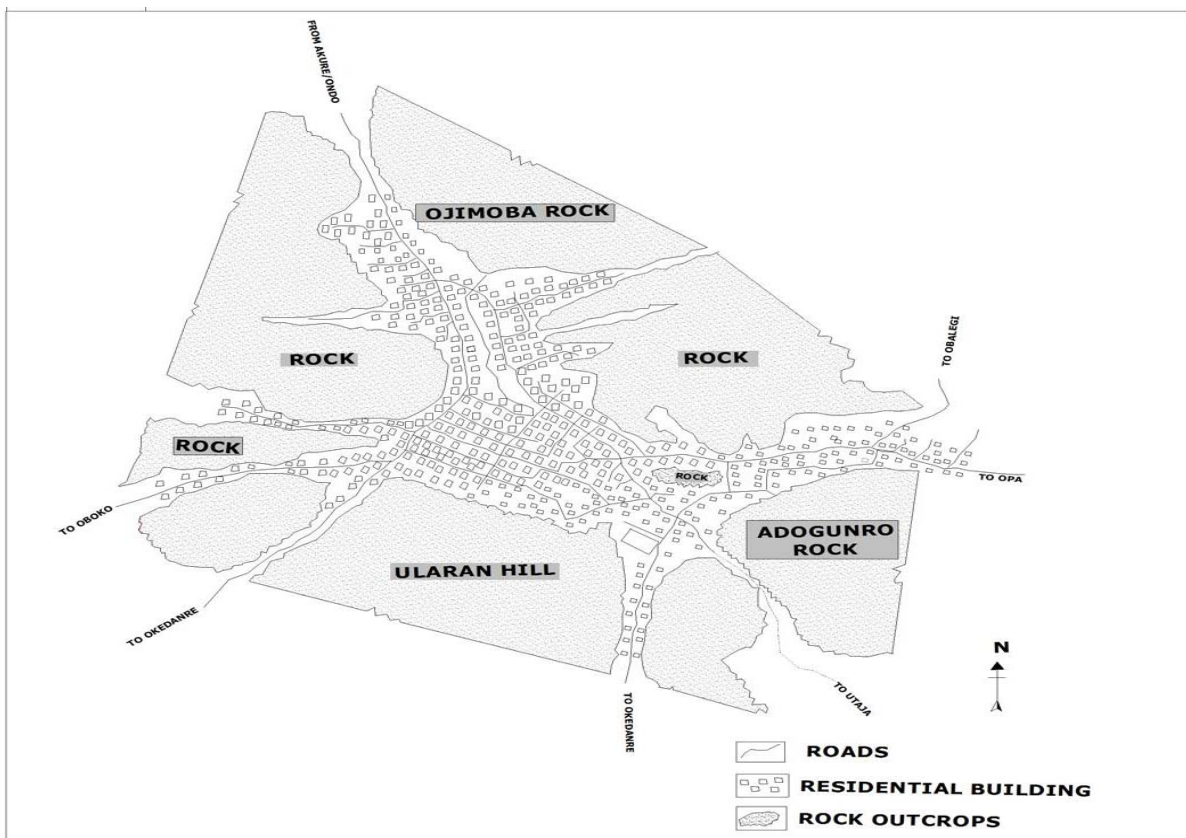 FROM AKURE/ONDO
OJIMOBA ROCK
ROCK
ROCK
TO OBALEGI
ROCK
ROCK
TO OPA
TO OBOKO
ADOGUNRO
ROCK
ULARAN HILL
TO OKEDANRE
TO OKEDANRE
TO UTAJA
N
ROADS
RESIDENTIAL BUILDING
ROCK OUTCROPS